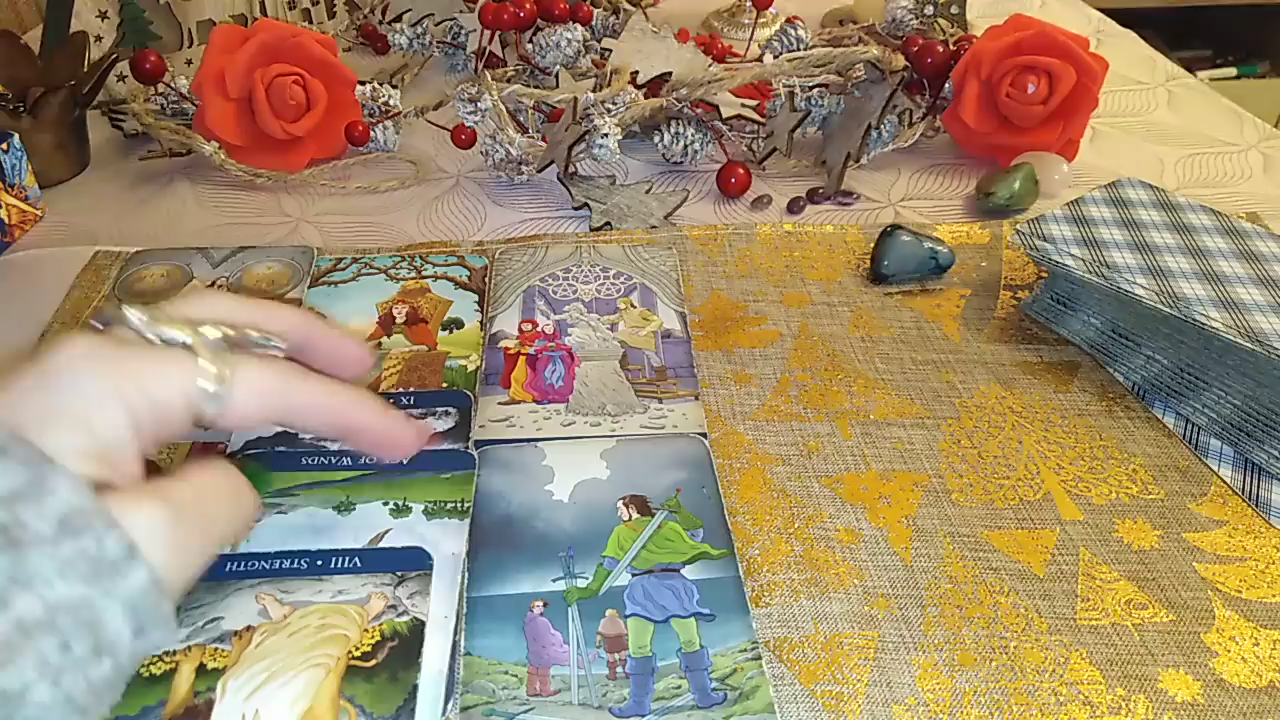 IX
ACE OF WANDS
VIII • STRENGTH